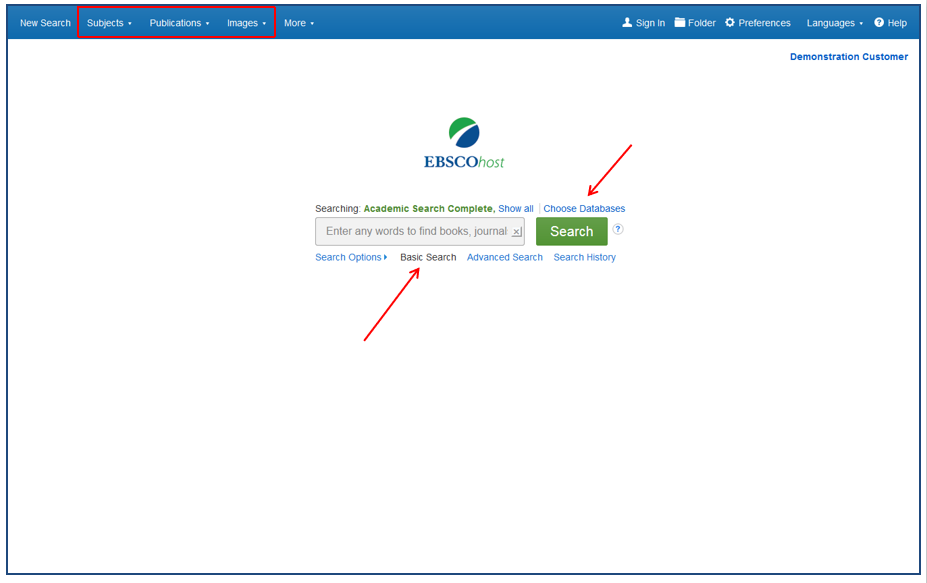 New Search Subjects Publications Images More Sign In Folder Preferences Languages ? Help
Demonstration Customer
EBSCOhost
Searching: Academic Search Complete, Show all | Choose Databases
Enter any words to find books, journal x Search ?
Search Options Basic Search Advanced Search Search History